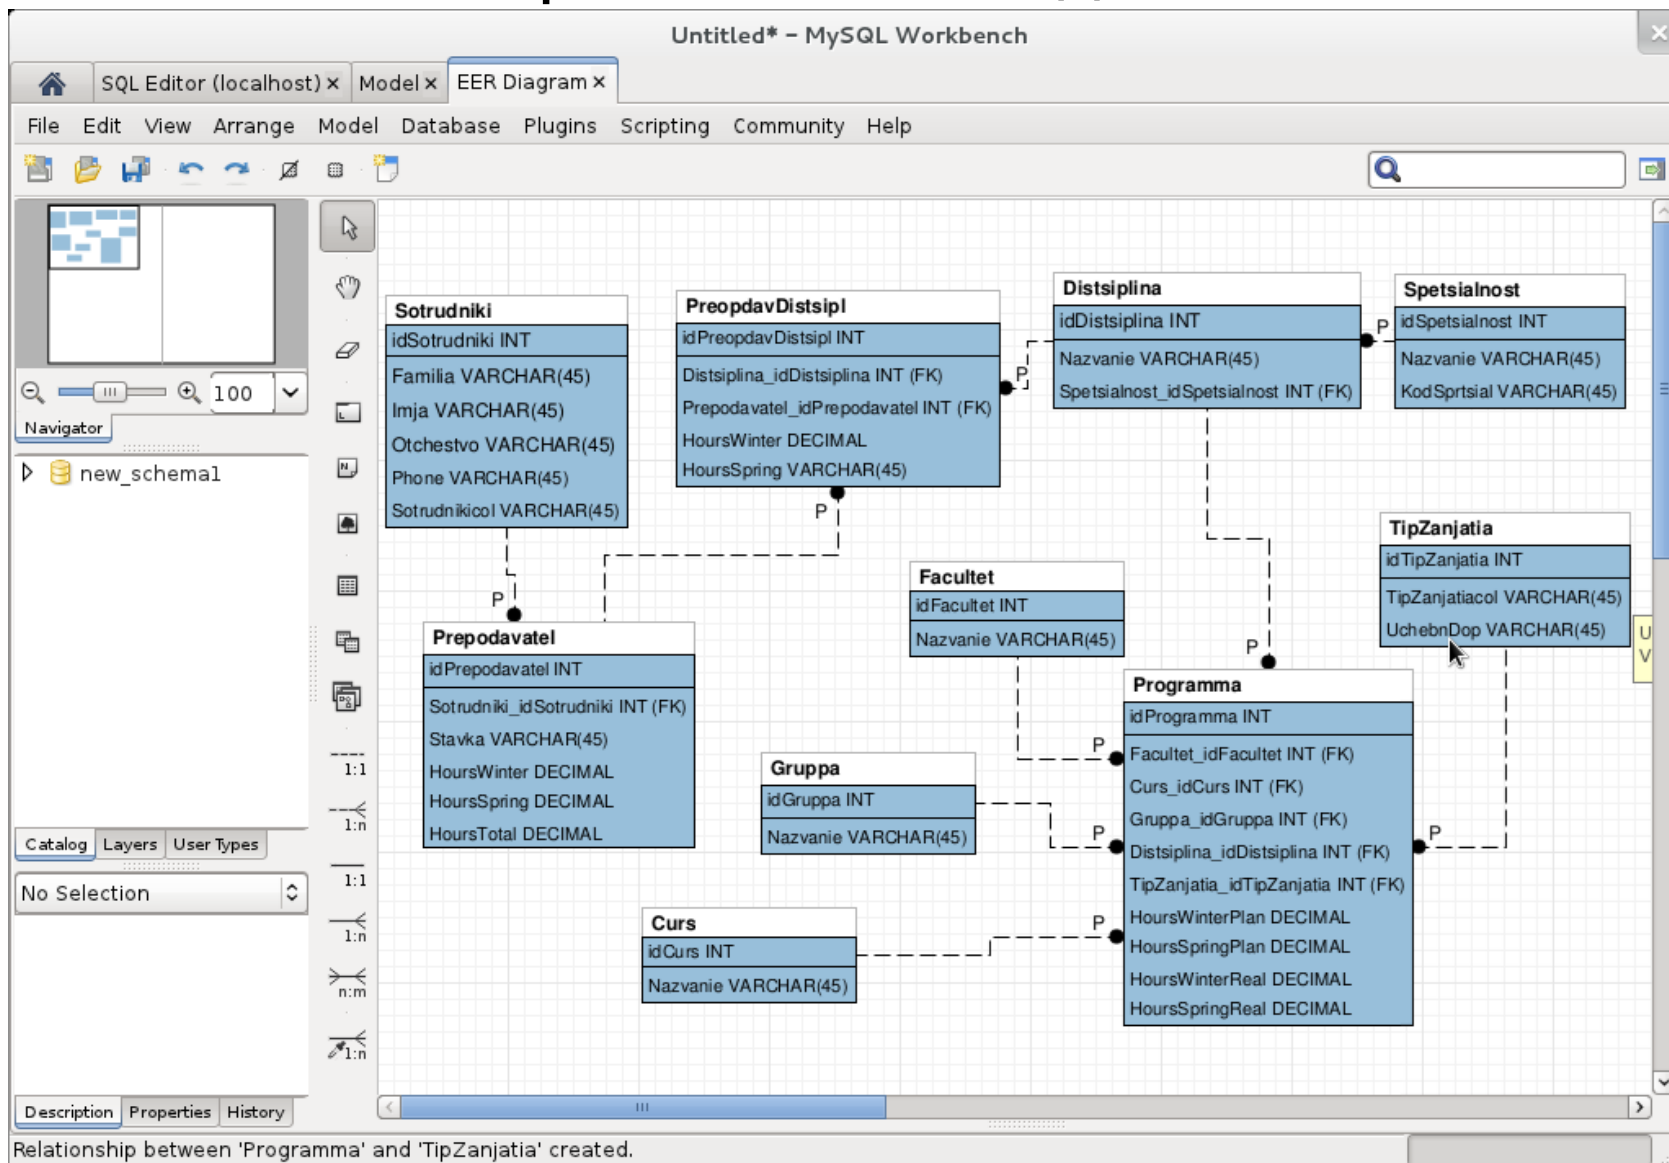 Untitled* - MySQL Workbench
SQL Editor (localhost) × Model × EER Diagram ×
File Edit View Arrange Model Database Plugins Scripting Community Help
100
Navigator
new_schema1
Catalog Layers User Types
No Selection
Description Properties History
1:1
1:n
1:1
1:n
n:m
1:n
Sotrudniki
idSotrudniki INT
Familia VARCHAR(45)
Imja VARCHAR(45)
Otchestvo VARCHAR(45)
Phone VARCHAR(45)
Sotrudnikicol VARCHAR(45)
P
PreopdavDistsipl
idPreopdavDistsipl INT
Distsiplina_idDistsiplina INT (FK)
Prepodavatel_idPrepodavatel INT (FK)
HoursWinter DECIMAL
HoursSpring VARCHAR(45)
P
P
Distsiplina
idDistsiplina INT
Nazvanie VARCHAR(45)
Spetsialnost_idSpetsialnost INT (FK)
P
Spetsialnost
idSpetsialnost INT
Nazvanie VARCHAR(45)
KodSprtsial VARCHAR(45)
TipZanjatia
idTipZanjatia INT
TipZanjatiacol VARCHAR(45)
UchebnDop VARCHAR(45)
U
V
Facultet
idFacultet INT
Nazvanie VARCHAR(45)
Prepodavatel
idPrepodavatel INT
Sotrudniki_idSotrudniki INT (FK)
Stavka VARCHAR(45)
HoursWinter DECIMAL
HoursSpring DECIMAL
HoursTotal DECIMAL
Gruppa
idGruppa INT
Nazvanie VARCHAR(45)
Curs
idCurs INT
Nazvanie VARCHAR(45)
P
P
P
P
P
Programma
idProgramma INT
Facultet_idFacultet INT (FK)
Curs_idCurs INT (FK)
Gruppa_idGruppa INT (FK)
Distsiplina_idDistsiplina INT (FK)
TipZanjatia_idTipZanjatia INT (FK)
HoursWinterPlan DECIMAL
HoursSpringPlan DECIMAL
HoursWinterReal DECIMAL
HoursSpringReal DECIMAL
Relationship between 'Programma' and 'TipZanjatia' created.